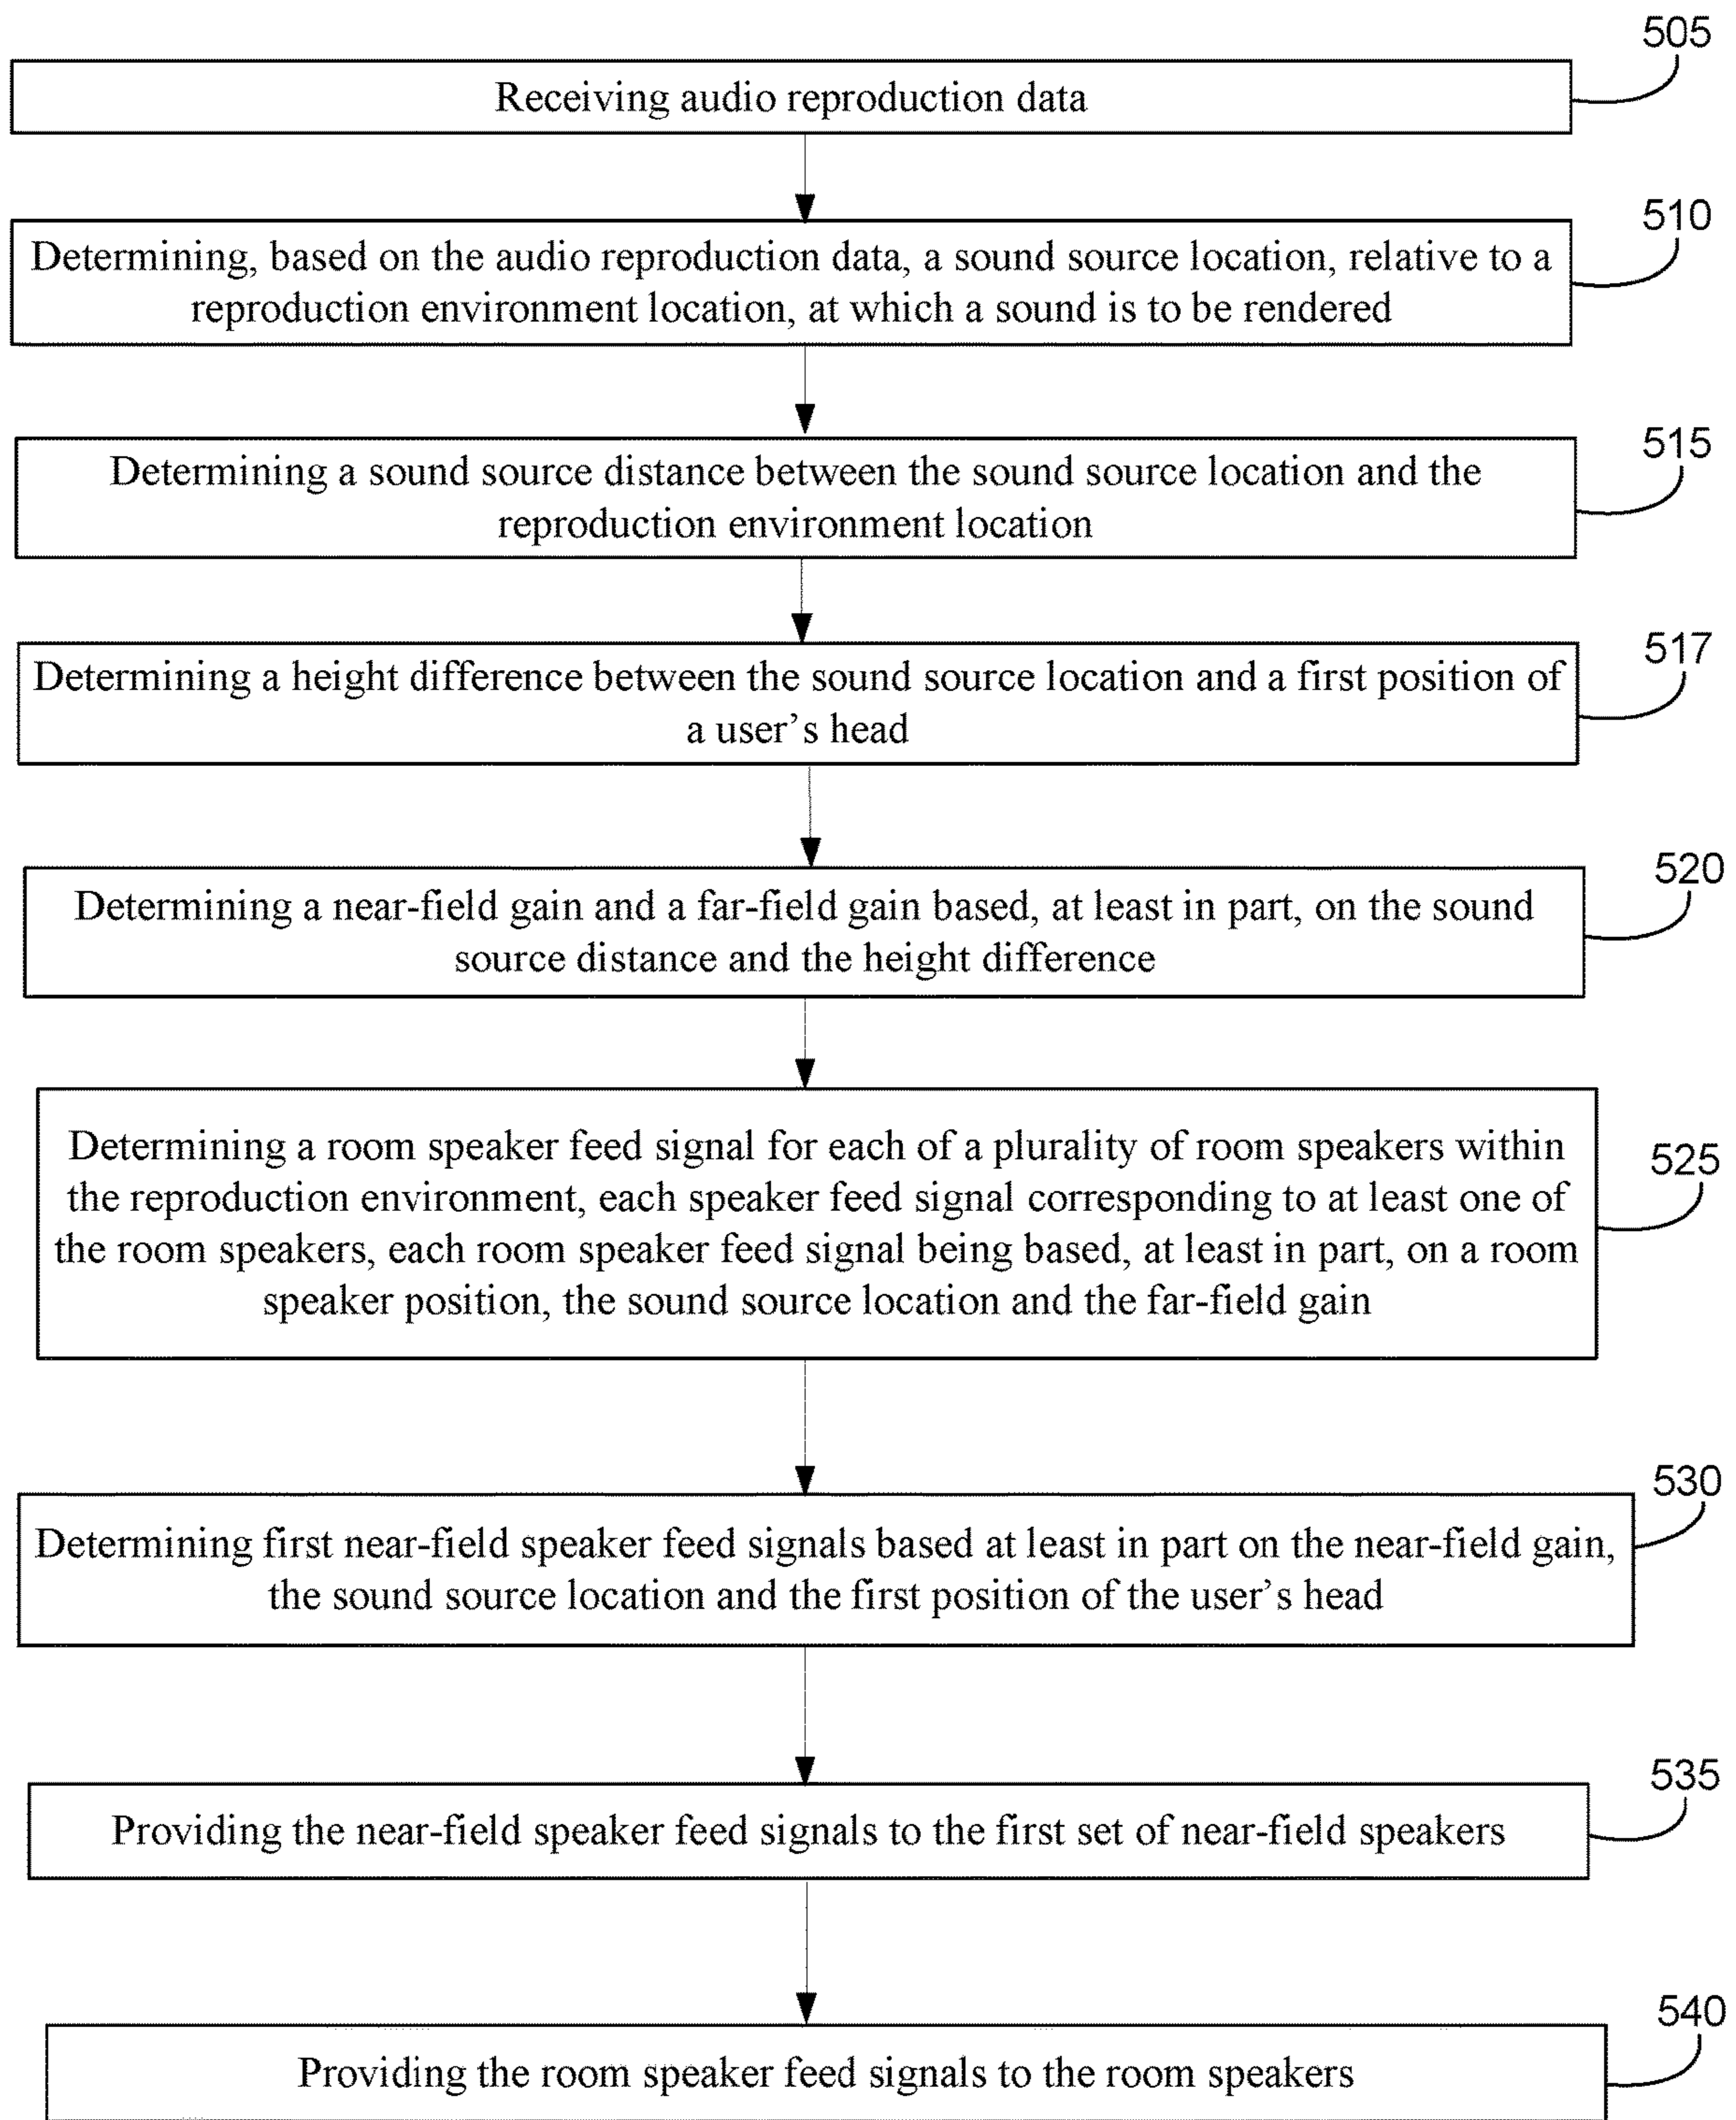 505
Receiving audio reproduction data
510
Determining, based on the audio reproduction data, a sound source location, relative to a
reproduction environment location, at which a sound is to be rendered
515
Determining a sound source distance between the sound source location and the
reproduction environment location
517
Determining a height difference between the sound source location and a first position of
a user’s head
520
Determining a near-field gain and a far-field gain based, at least in part, on the sound
source distance and the height difference
525
Determining a room speaker feed signal for each of a plurality of room speakers within
the reproduction environment, each speaker feed signal corresponding to at least one of
the room speakers, each room speaker feed signal being based, at least in part, on a room
speaker position, the sound source location and the far-field gain
530
Determining first near-field speaker feed signals based at least in part on the near-field gain,
the sound source location and the first position of the user’s head
535
Providing the near-field speaker feed signals to the first set of near-field speakers
540
Providing the room speaker feed signals to the room speakers